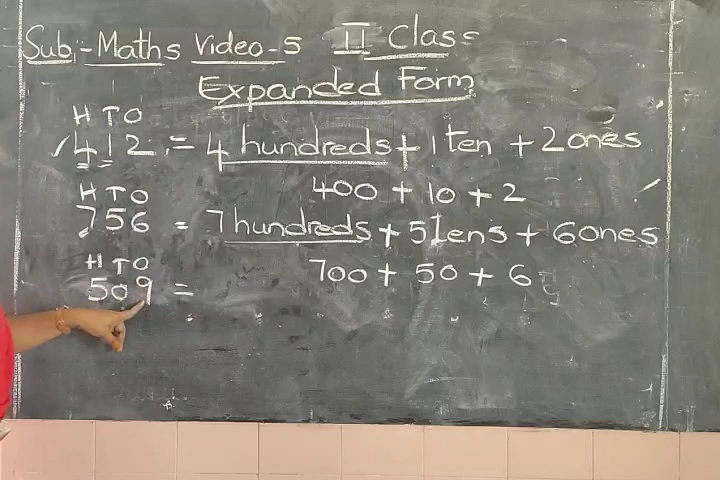 Sub:-Maths Video-5 II Class
Expanded Form
H T O
412 = 4 hundreds + 1 ten + 2 ones
400 + 10 + 2
H T O
756 = 7 hundreds + 5 Tens + 6 ones
700 + 50 + 6
H T O
509 =